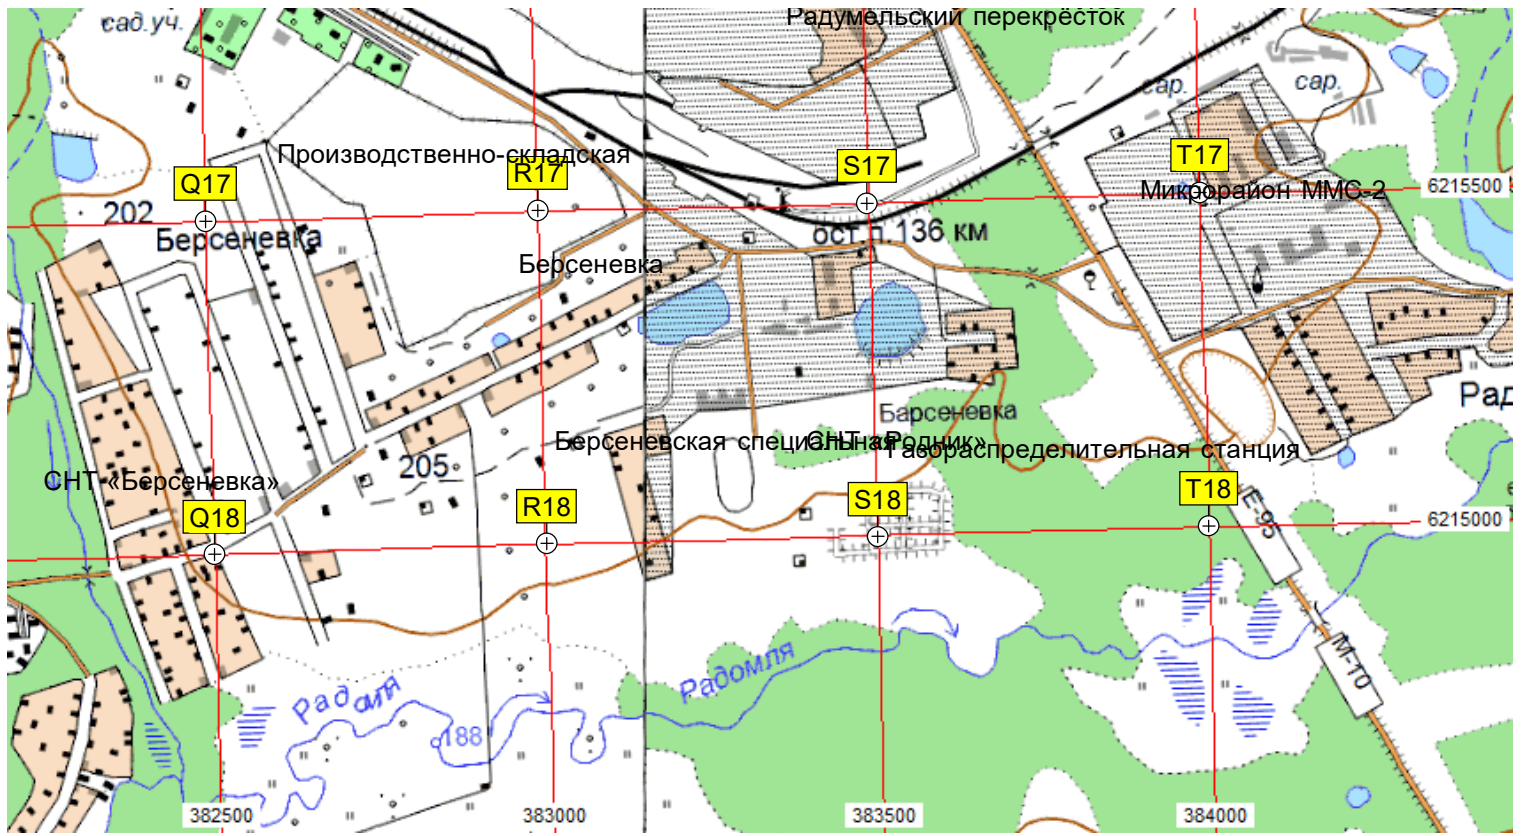 Радумельский перекрёсток
сад.уч.
сар.
сар.
Производственно-складская
Q17
R17
S17
T17
6215500
Микрорайон ММС-2
202
Берсеневка
ост.п.136 км
Берсеневка
Рад
Барсеневка
Берсеневская специальная
СНТ «Родник»
Газораспределительная станция
205
СНТ «Берсеневка»
Q18
R18
S18
T18
E-95
6215000
Радомля
Радомля
М-10
188
382500
383000
383500
384000